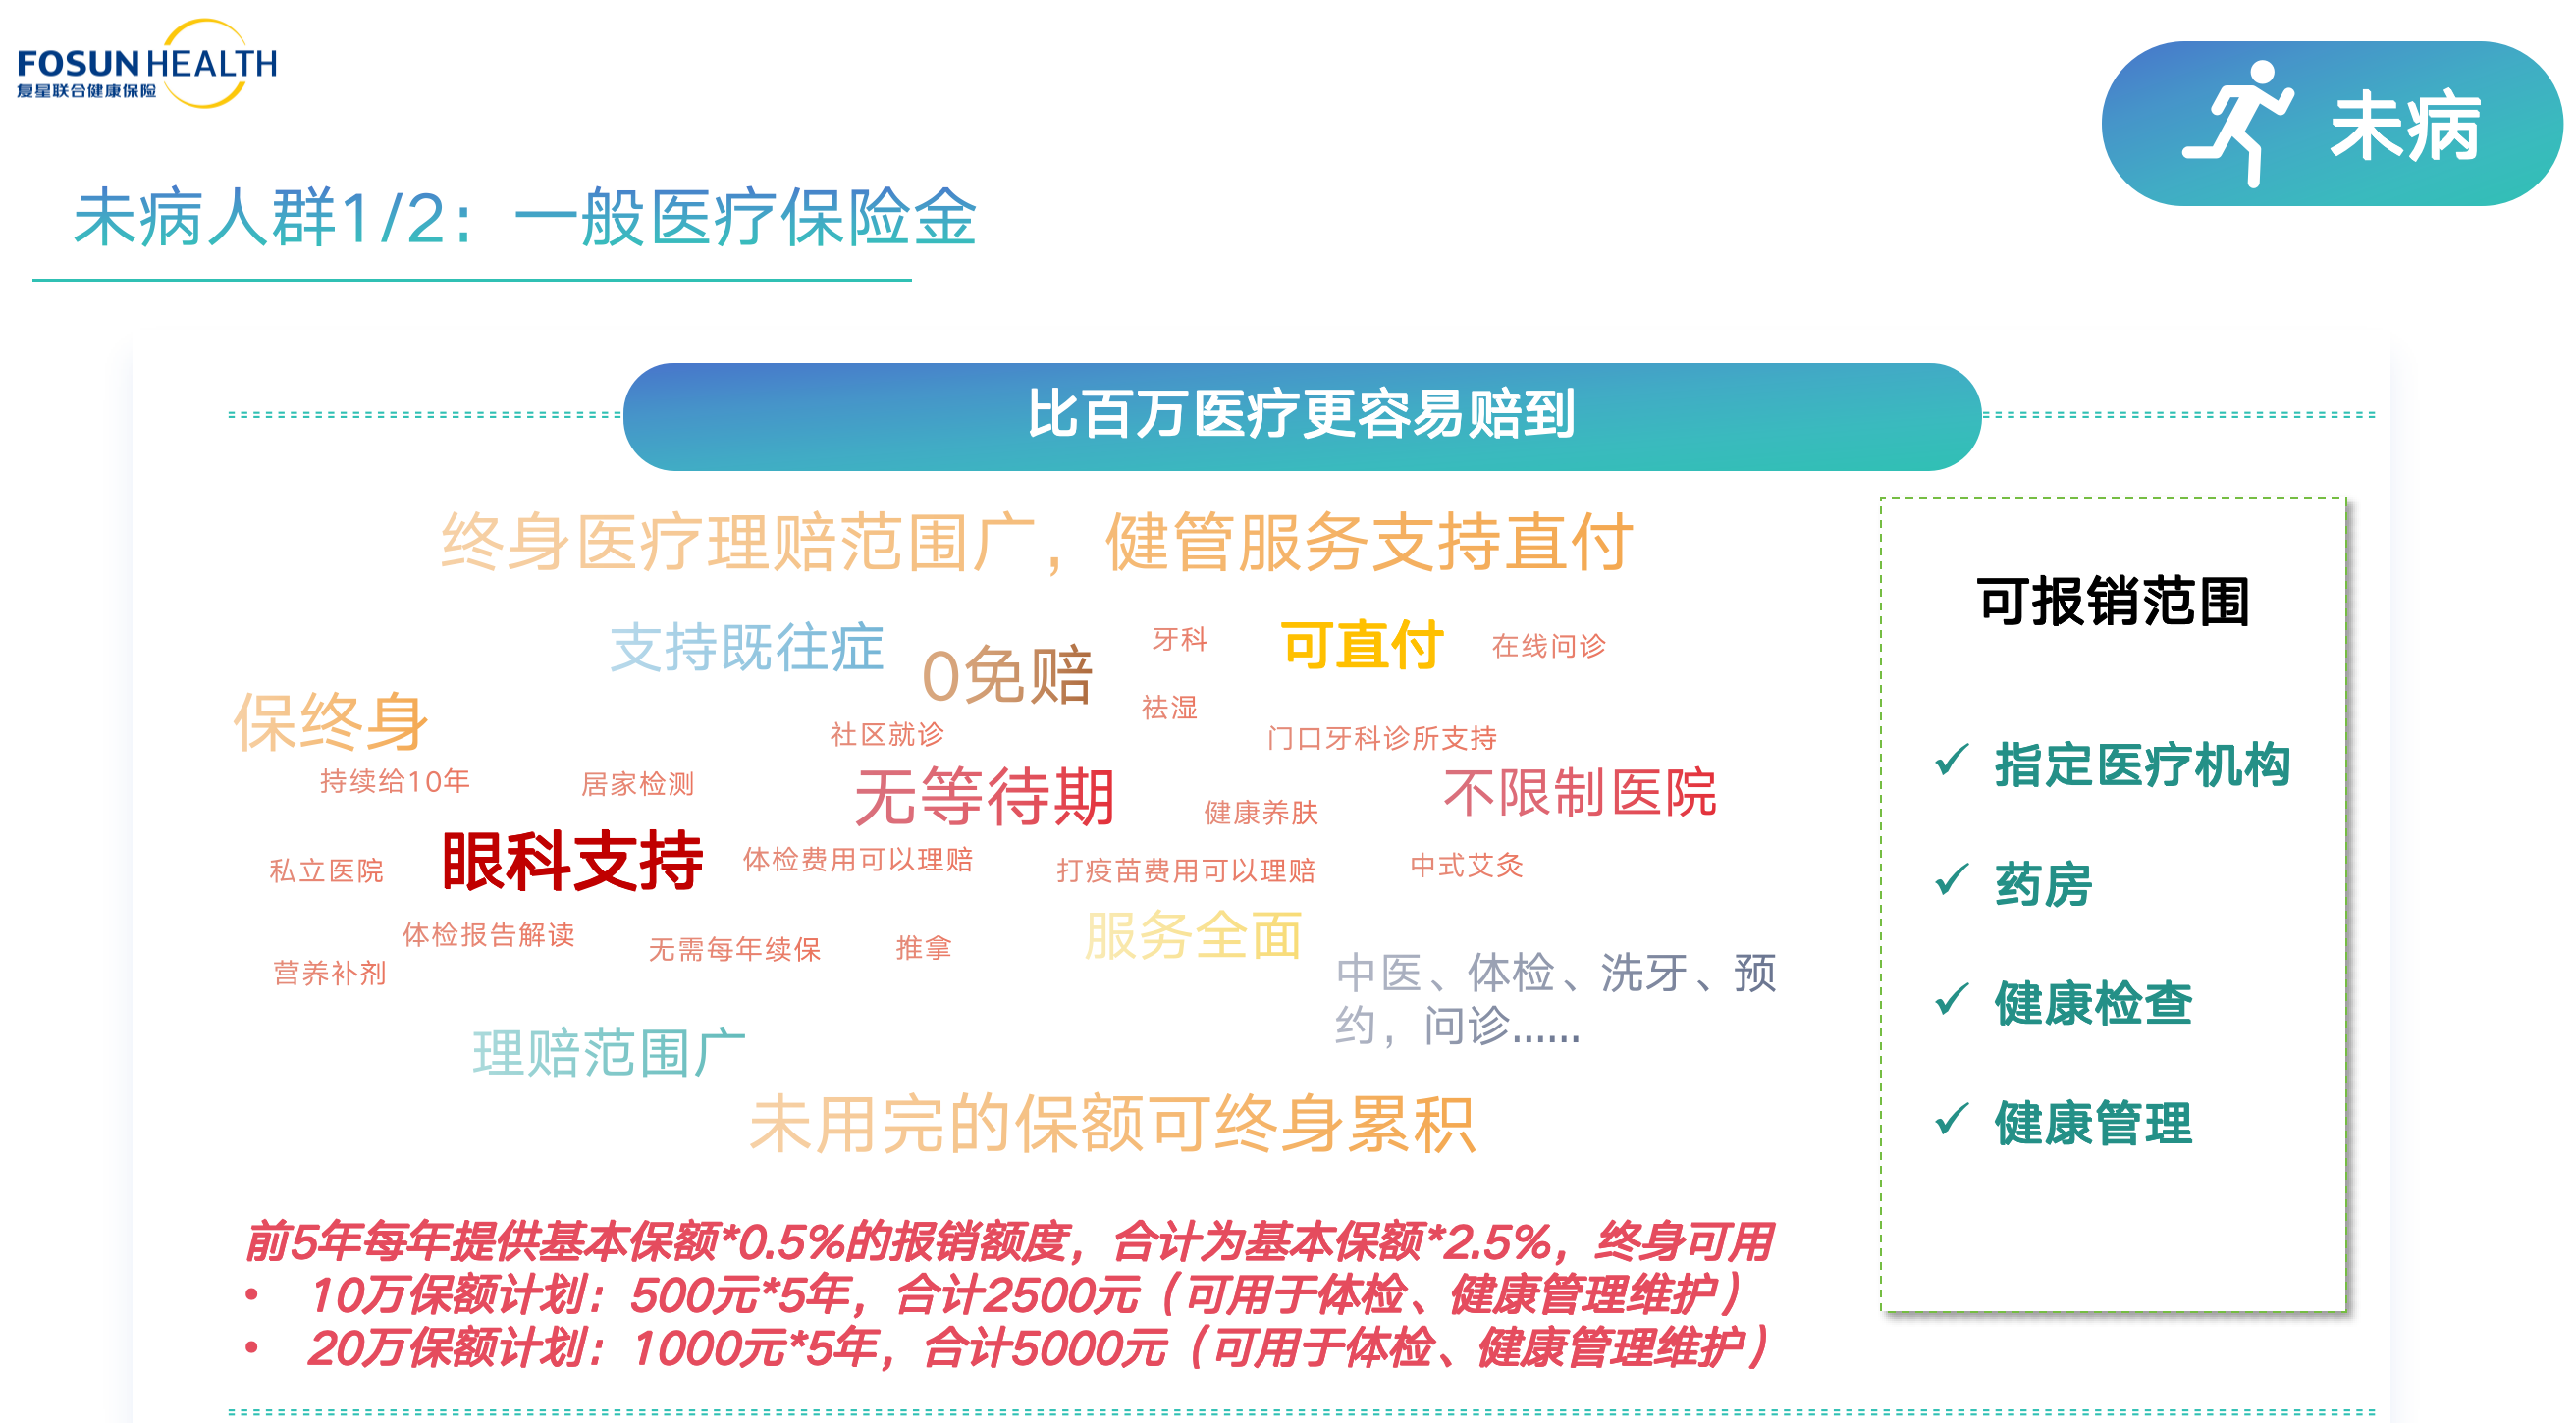 FOSUN HEALTH
复星联合健康保险
未病
未病人群1/2：一般医疗保险金
比百万医疗更容易赔到
终身医疗理赔范围广，健管服务支持直付
支持既往症
0免赔
牙科
可直付
在线问诊
保终身
社区就诊
祛湿
门口牙科诊所支持
持续给10年
居家检测
无等待期
健康养肤
不限制医院
私立医院
眼科支持
体检费用可以理赔
打疫苗费用可以理赔
中式艾灸
体检报告解读
无需每年续保
推拿
服务全面
营养补剂
中医、体检、洗牙、预
约，问诊……
理赔范围广
未用完的保额可终身累积
前5年每年提供基本保额*0.5%的报销额度，合计为基本保额*2.5%，终身可用
• 10万保额计划：500元*5年，合计2500元（可用于体检、健康管理维护）
• 20万保额计划：1000元*5年，合计5000元（可用于体检、健康管理维护）
可报销范围
✓ 指定医疗机构
✓ 药房
✓ 健康检查
✓ 健康管理